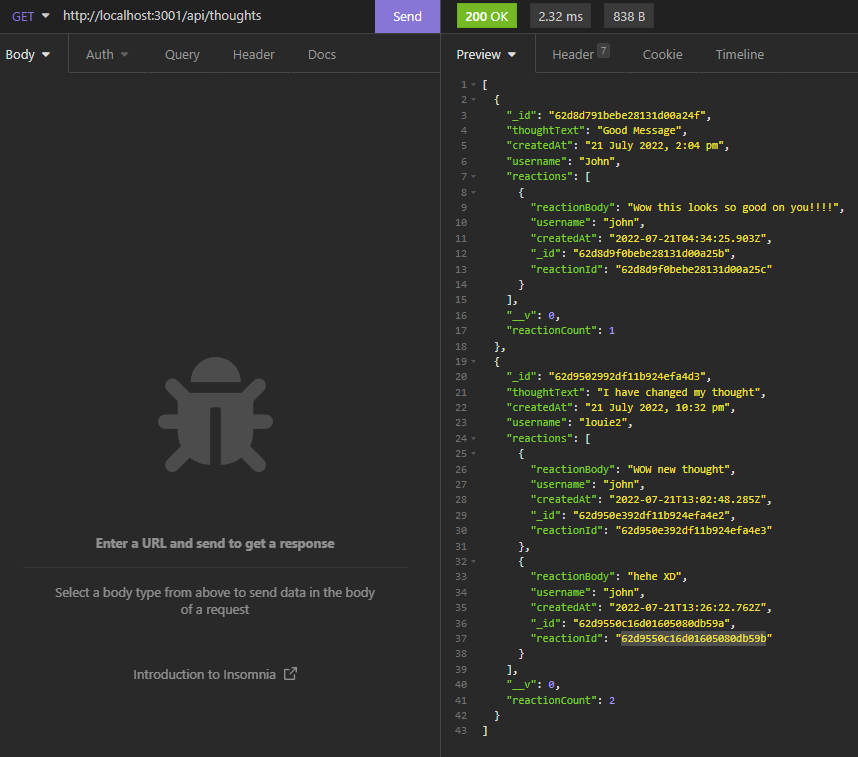 GET http://localhost:3001/api/thoughts Send 200 OK 2.32 ms 838 B
Body Auth Query Header Docs Preview Header 7 Cookie Timeline
1 [
2 {
3 "_id": "62d8d791bebe28131d00a24f",
4 "thoughtText": "Good Message",
5 "createdAt": "21 July 2022, 2:04 pm",
6 "username": "John",
7 "reactions": [
8 {
9 "reactionBody": "Wow this looks so good on you!!!!",
10 "username": "john",
11 "createdAt": "2022-07-21T04:34:25.903Z",
12 "_id": "62d8d9f0bebe28131d00a25b",
13 "reactionId": "62d8d9f0bebe28131d00a25c"
14 }
15 ],
16 "__v": 0,
17 "reactionCount": 1
18 },
19 {
20 "_id": "62d9502992df11b924efa4d3",
21 "thoughtText": "I have changed my thought",
22 "createdAt": "21 July 2022, 10:32 pm",
23 "username": "louie2",
24 "reactions": [
25 {
26 "reactionBody": "WOW new thought",
27 "username": "john",
28 "createdAt": "2022-07-21T13:02:48.285Z",
29 "_id": "62d950e392df11b924efa4e2",
30 "reactionId": "62d950e392df11b924efa4e3"
31 },
32 {
33 "reactionBody": "hehe XD",
34 "username": "john",
35 "createdAt": "2022-07-21T13:26:22.762Z",
36 "_id": "62d9550c16d01605080db59a",
37 "reactionId": "62d9550c16d01605080db59b"
38 }
39 ],
40 "__v": 0,
41 "reactionCount": 2
42 }
43 ]
Enter a URL and send to get a response
Select a body type from above to send data in the body
of a request
Introduction to Insomnia